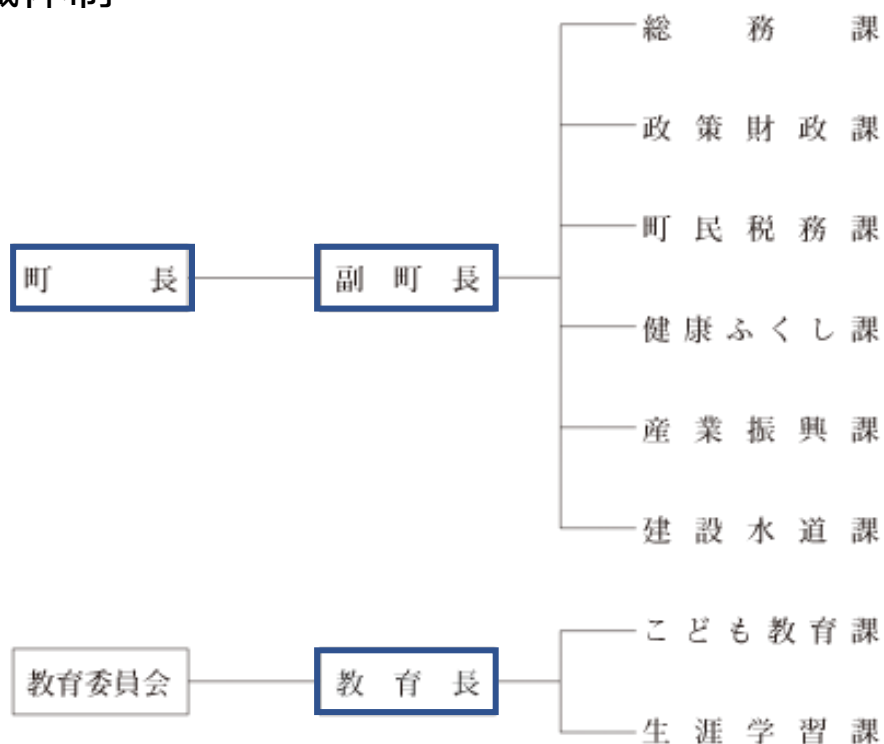 総務課
政策財政課
町民税務課
町長 副町長
健康ふくし課
産業振興課
建設水道課
こども教育課
教育委員会 教育長
生涯学習課